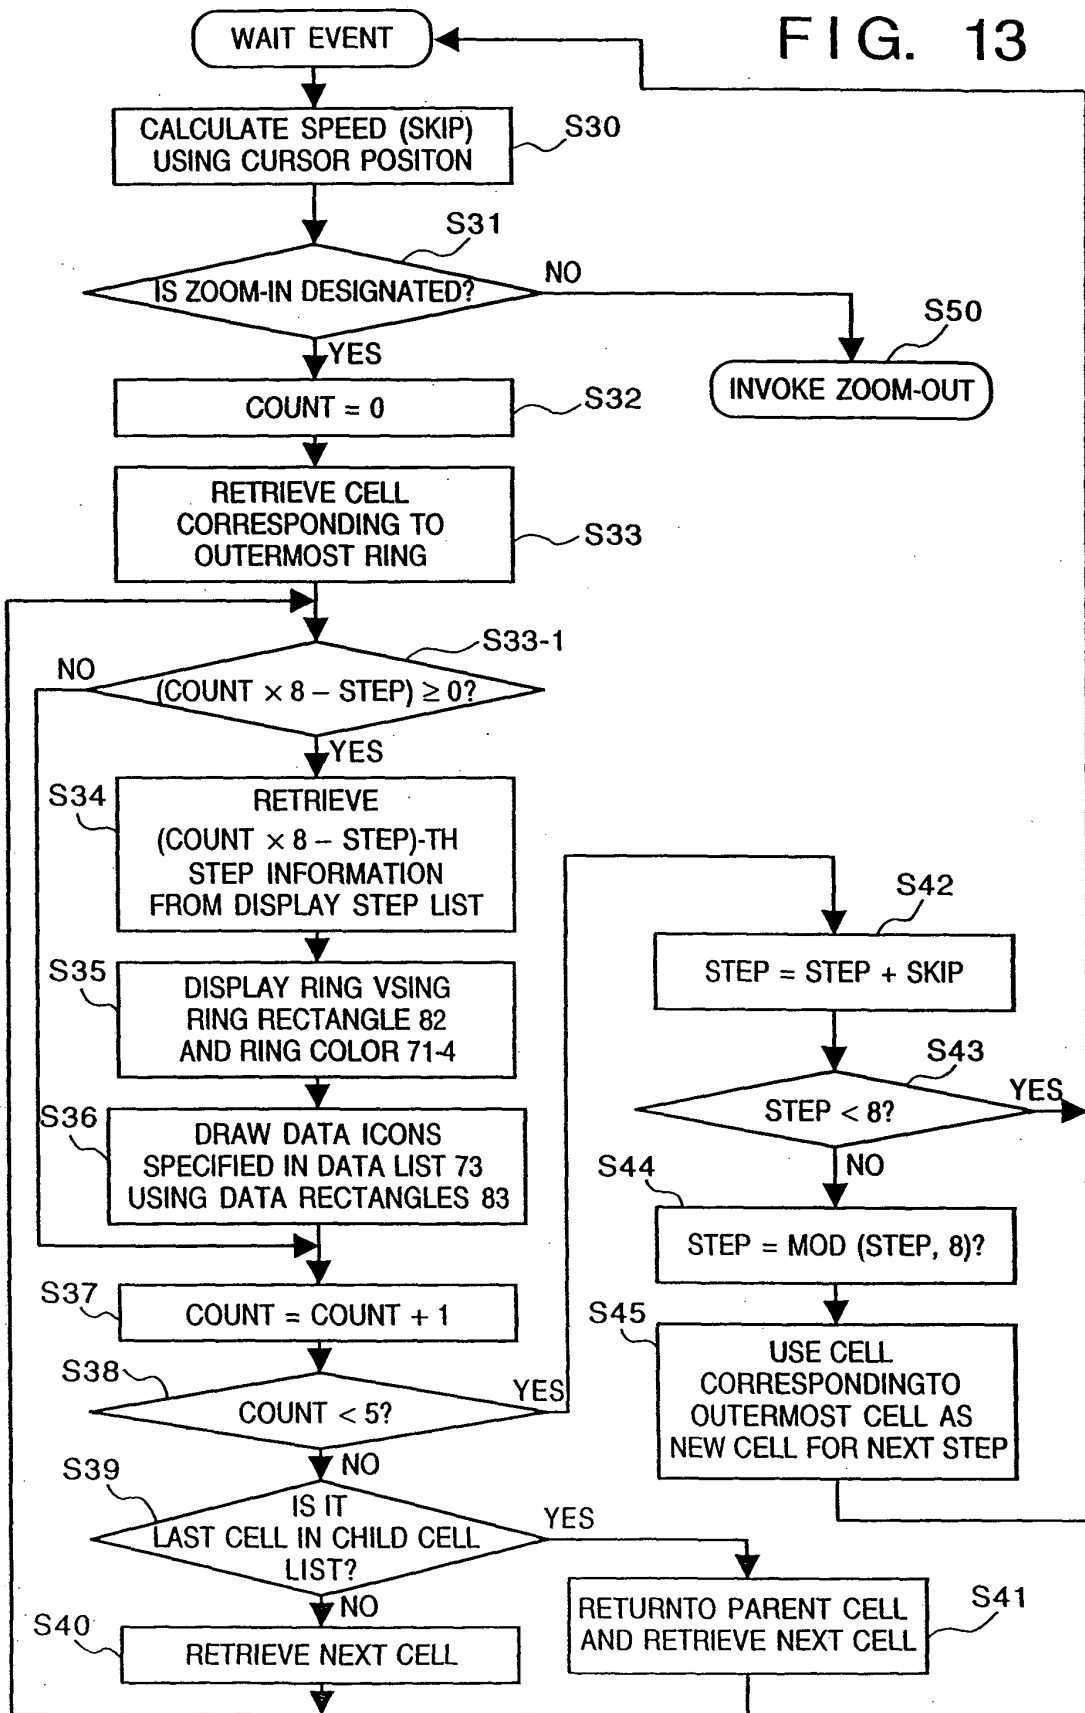 FIG. 13
WAIT EVENT
CALCULATE SPEED (SKIP)
USING CURSOR POSITON
S30
S31
IS ZOOM-IN DESIGNATED?
NO
YES
S50
INVOKE ZOOM-OUT
COUNT = 0
S32
RETRIEVE CELL
CORRESPONDING TO
OUTERMOST RING
S33
S33-1
NO
(COUNT × 8 – STEP) ≥ 0?
YES
S34
RETRIEVE
(COUNT × 8 – STEP)-TH
STEP INFORMATION
FROM DISPLAY STEP LIST
S35
DISPLAY RING VSING
RING RECTANGLE 82
AND RING COLOR 71-4
S36
DRAW DATA ICONS
SPECIFIED IN DATA LIST 73
USING DATA RECTANGLES 83
S37
COUNT = COUNT + 1
S38
COUNT < 5?
YES
NO
S39
IS IT
LAST CELL IN CHILD CELL
LIST?
YES
NO
S40
RETRIEVE NEXT CELL
RETURNTO PARENT CELL
AND RETRIEVE NEXT CELL
S41
S42
STEP = STEP + SKIP
S43
STEP < 8?
YES
NO
S44
STEP = MOD (STEP, 8)?
S45
USE CELL
CORRESPONDINGTO
OUTERMOST CELL AS
NEW CELL FOR NEXT STEP